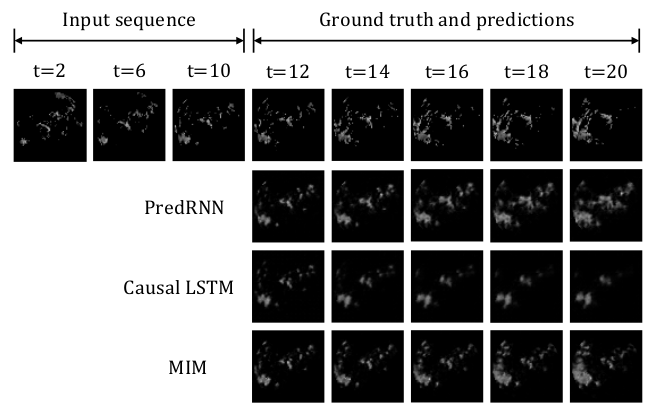 Input sequence Ground truth and predictions
t=2 t=6 t=10 t=12 t=14 t=16 t=18 t=20
PredRNN
Causal LSTM
MIM